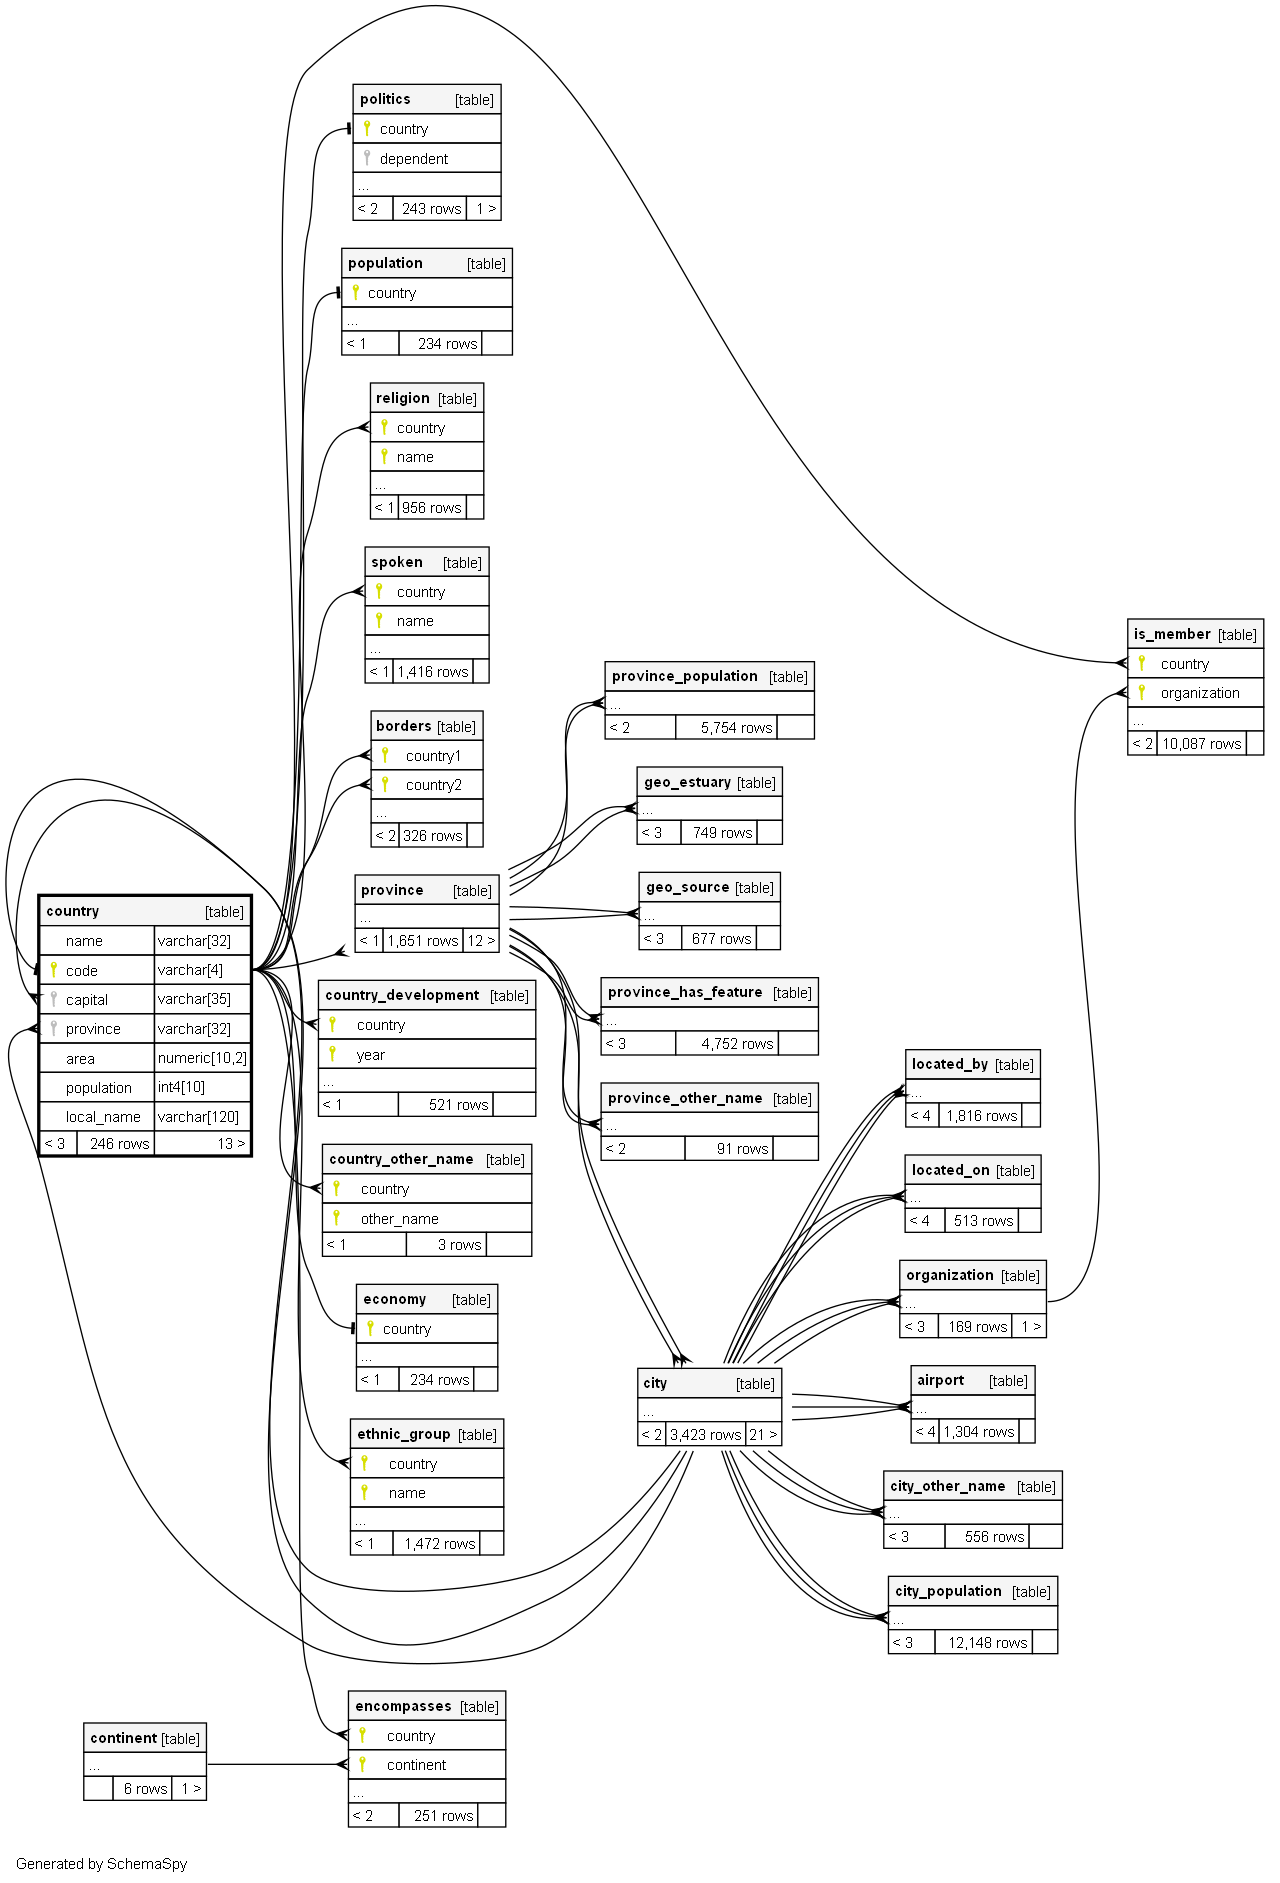 politics [table]
country
dependent
...
< 2 243 rows 1 >
population [table]
country
...
< 1 234 rows
religion [table]
country
name
...
< 1 956 rows
spoken [table]
country
name
...
< 1 1,416 rows
borders [table]
country1
country2
...
< 2 326 rows
province [table]
...
< 1 1,651 rows 12 >
country [table]
name varchar[32]
code varchar[4]
capital varchar[35]
province varchar[32]
area numeric[10,2]
population int4[10]
local_name varchar[120]
< 3 246 rows 13 >
country_development [table]
country
year
...
< 1 521 rows
country_other_name [table]
country
other_name
< 1 3 rows
economy [table]
country
...
< 1 234 rows
ethnic_group [table]
country
name
...
< 1 1,472 rows
encompasses [table]
country
continent
...
< 2 251 rows
continent [table]
...
6 rows 1 >
province_population [table]
...
< 2 5,754 rows
geo_estuary [table]
...
< 3 749 rows
geo_source [table]
...
< 3 677 rows
province_has_feature [table]
...
< 3 4,752 rows
province_other_name [table]
...
< 2 91 rows
city [table]
...
< 2 3,423 rows 21 >
located_by [table]
...
< 4 1,816 rows
located_on [table]
...
< 4 513 rows
organization [table]
...
< 3 169 rows 1 >
airport [table]
...
< 4 1,304 rows
city_other_name [table]
...
< 3 556 rows
city_population [table]
...
< 3 12,148 rows
is_member [table]
country
organization
...
< 2 10,087 rows
Generated by SchemaSpy